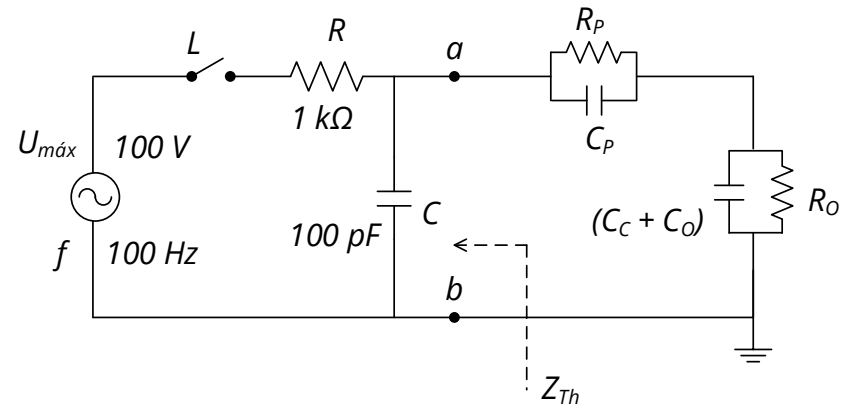 L
R
1 kΩ
a
R_P
C_P
U_máx
100 V
f
100 Hz
100 pF
C
(C_C + C_O)
R_O
b
Z_Th